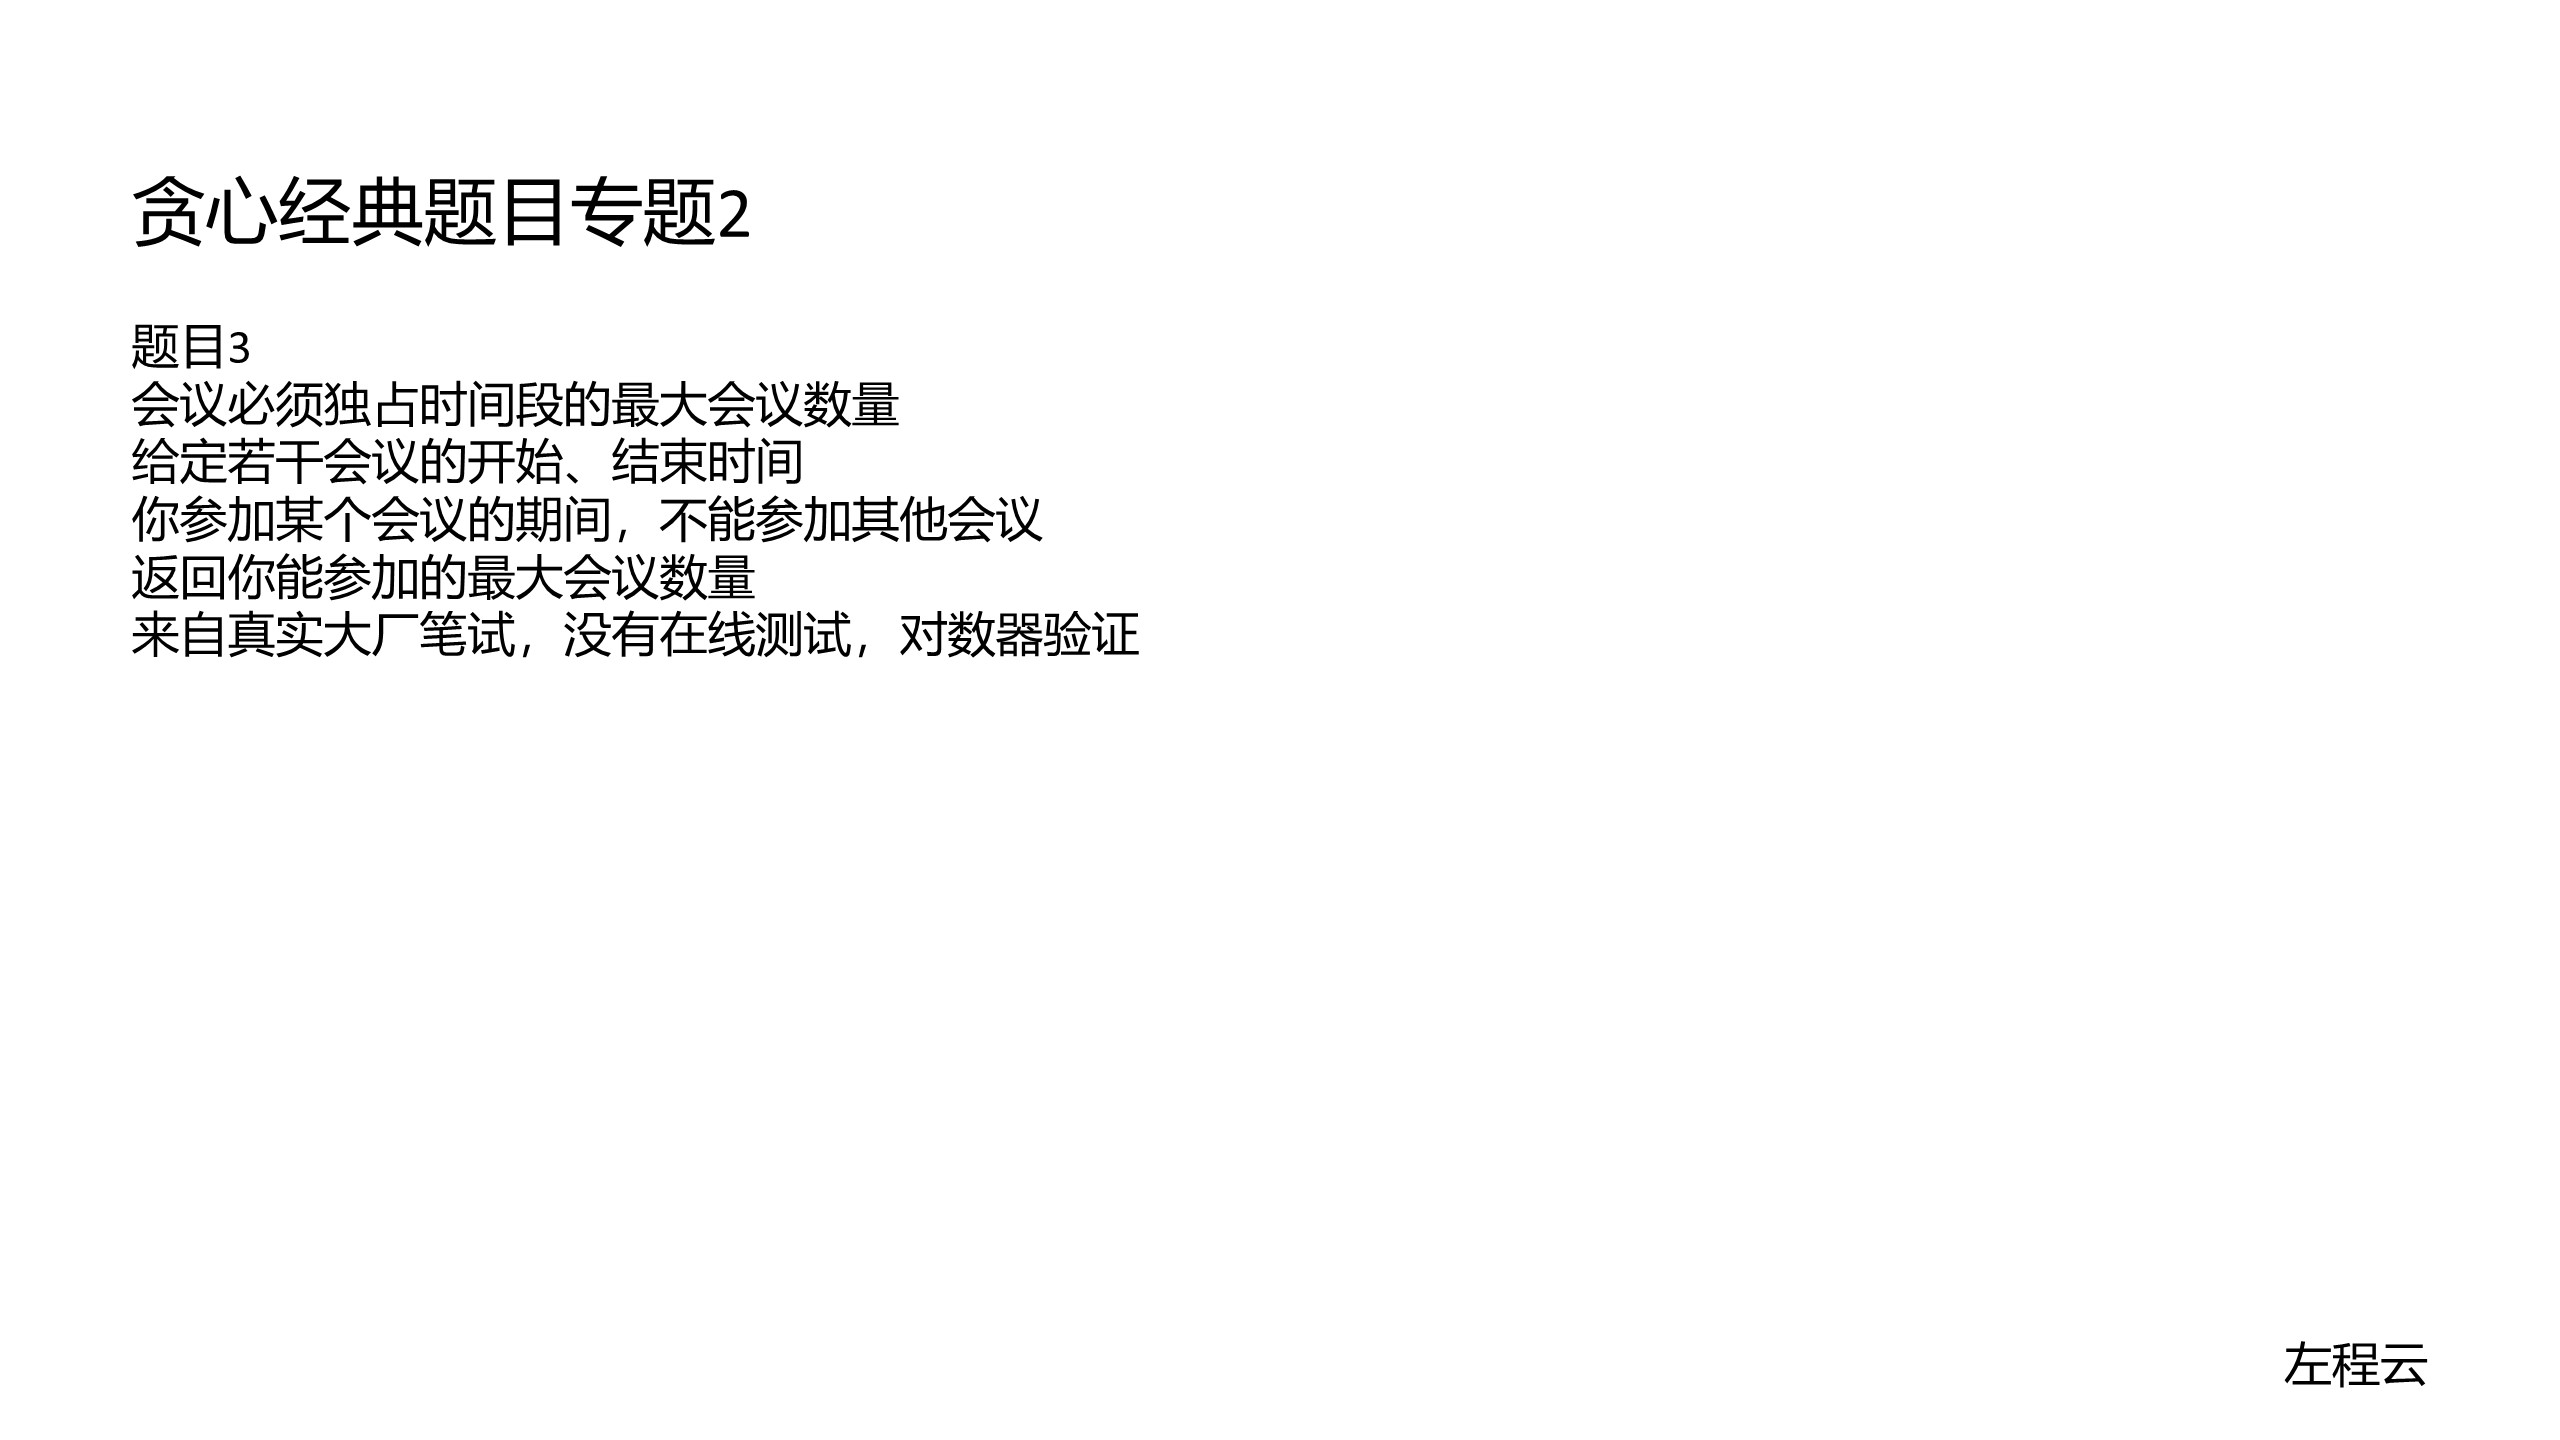 贪心经典题目专题2
题目3
会议必须独占时间段的最大会议数量
给定若干会议的开始、结束时间
你参加某个会议的期间，不能参加其他会议
返回你能参加的最大会议数量
来自真实大厂笔试，没有在线测试，对数器验证
左程云